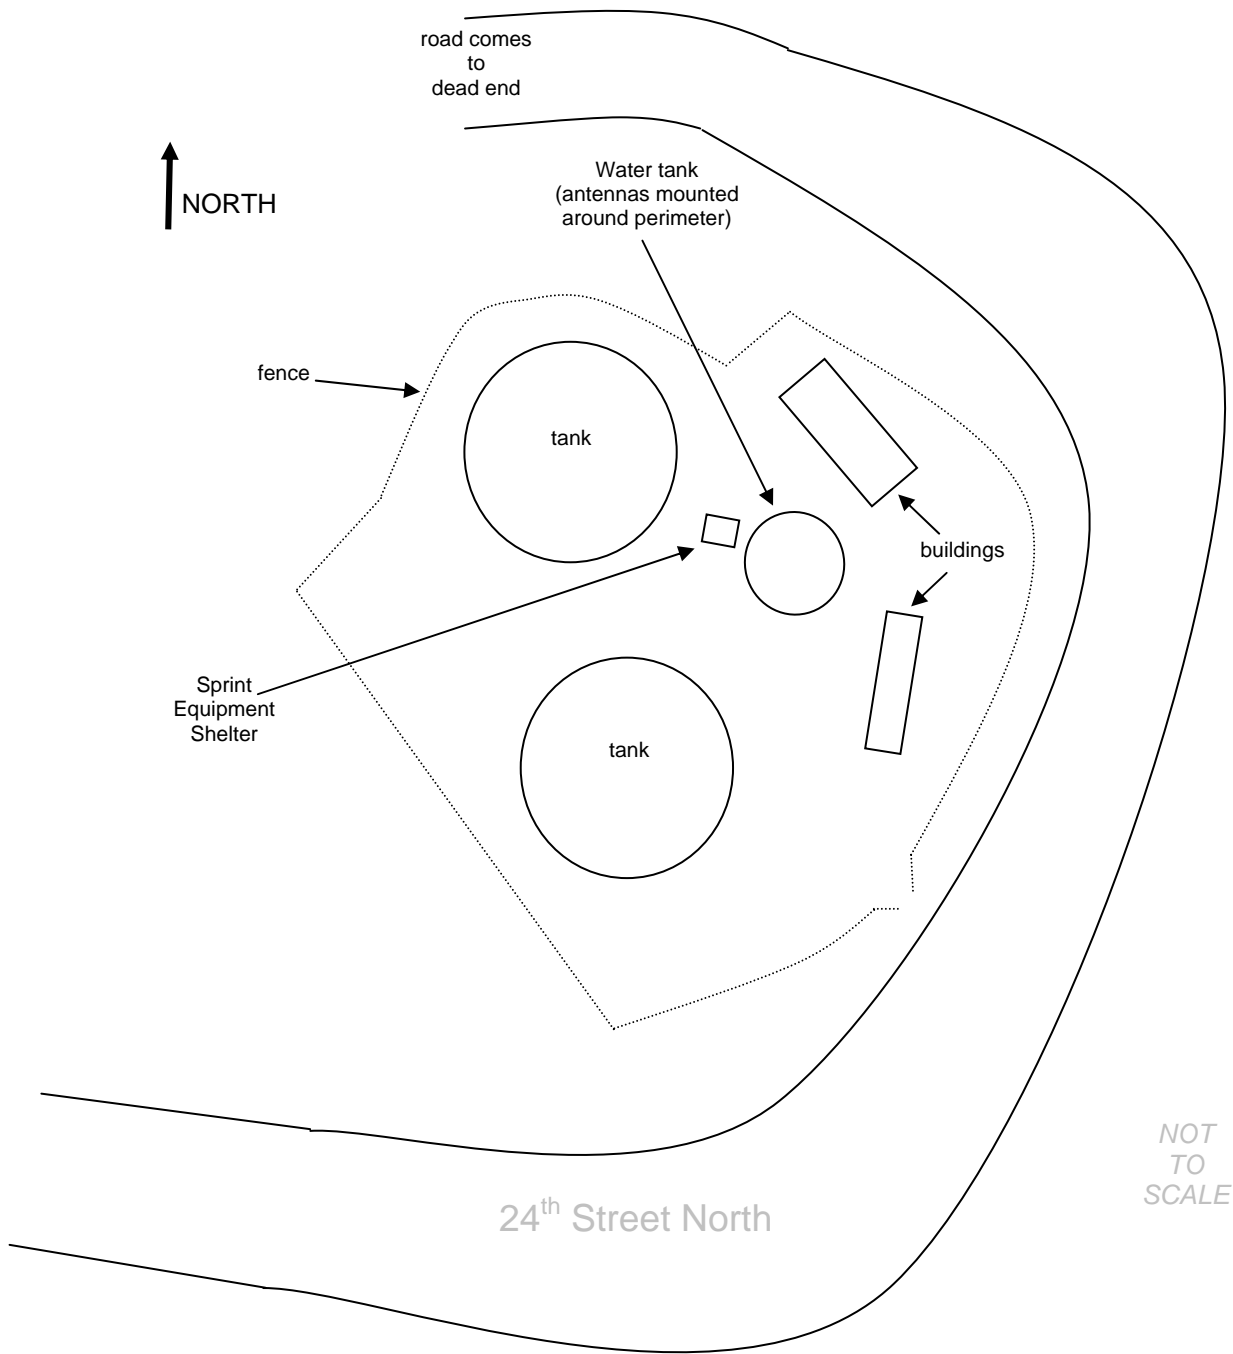 road comes
to
dead end
NORTH
Water tank
(antennas mounted
around perimeter)
fence
tank
buildings
Sprint
Equipment
Shelter
tank
NOT
TO
SCALE
24th Street North